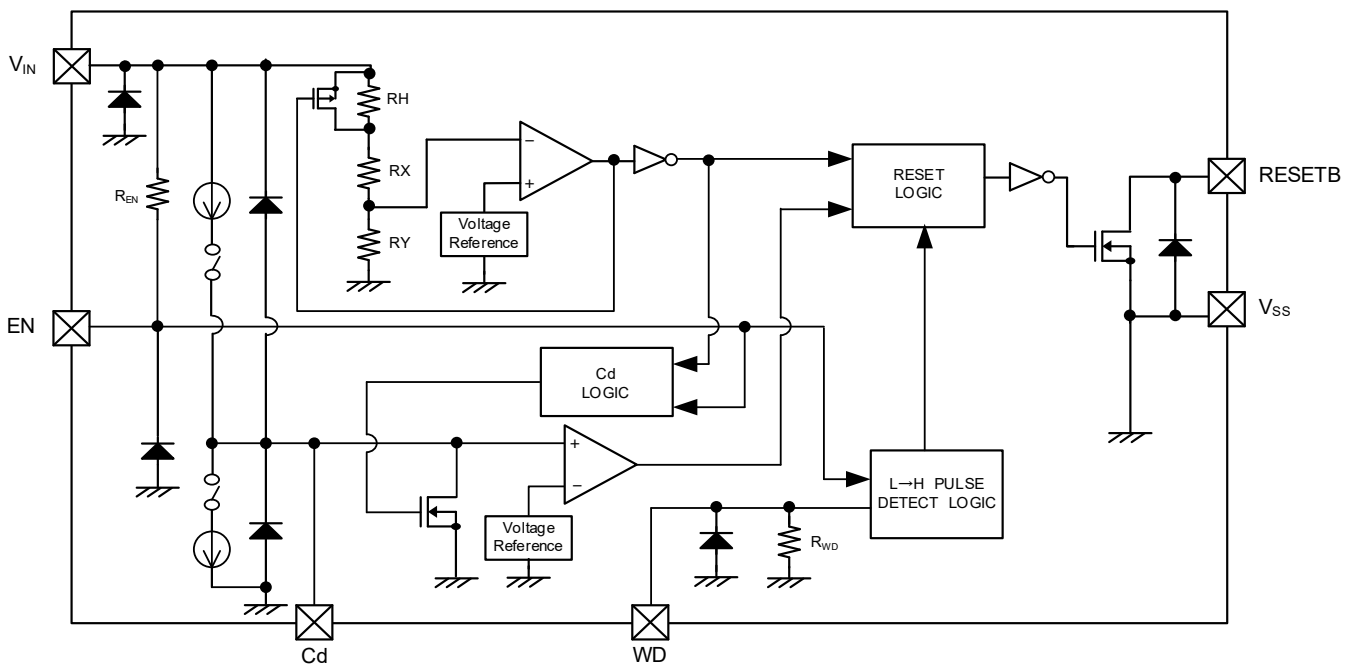 VIN
RH
RX
RY
REN
−
+
Voltage
Reference
RESET
LOGIC
RESETB
EN
VSS
Cd
LOGIC
+
−
Voltage
Reference
L→H PULSE
DETECT LOGIC
RWD
Cd
WD